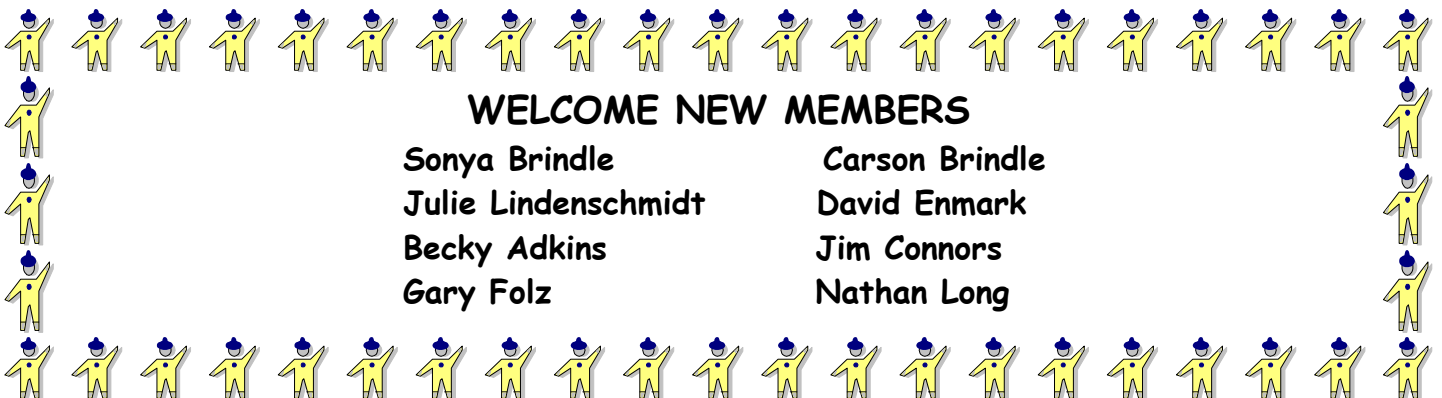 WELCOME NEW MEMBERS
Sonya Brindle Carson Brindle
Julie Lindenschmidt David Enmark
Becky Adkins Jim Connors
Gary Folz Nathan Long